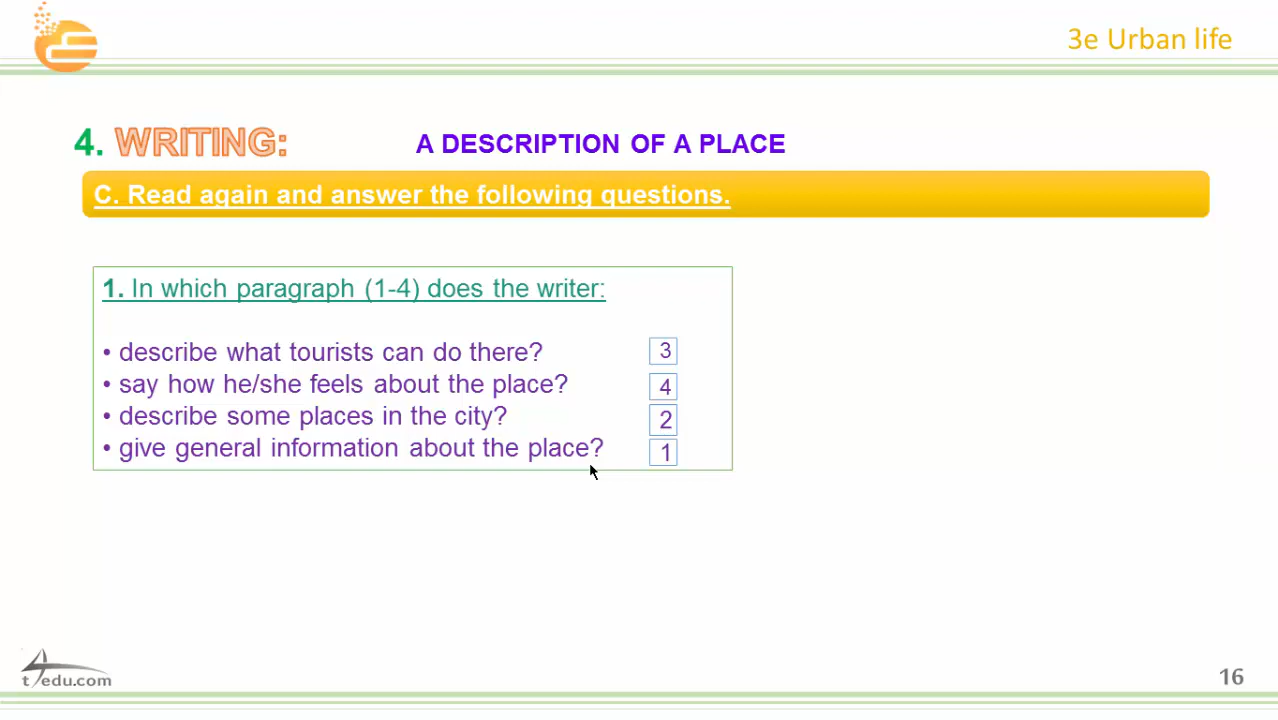 3e Urban life
4. WRITING: A DESCRIPTION OF A PLACE
C. Read again and answer the following questions.
1. In which paragraph (1-4) does the writer:
• describe what tourists can do there? 3
• say how he/she feels about the place? 4
• describe some places in the city? 2
• give general information about the place? 1
t4edu.com
16